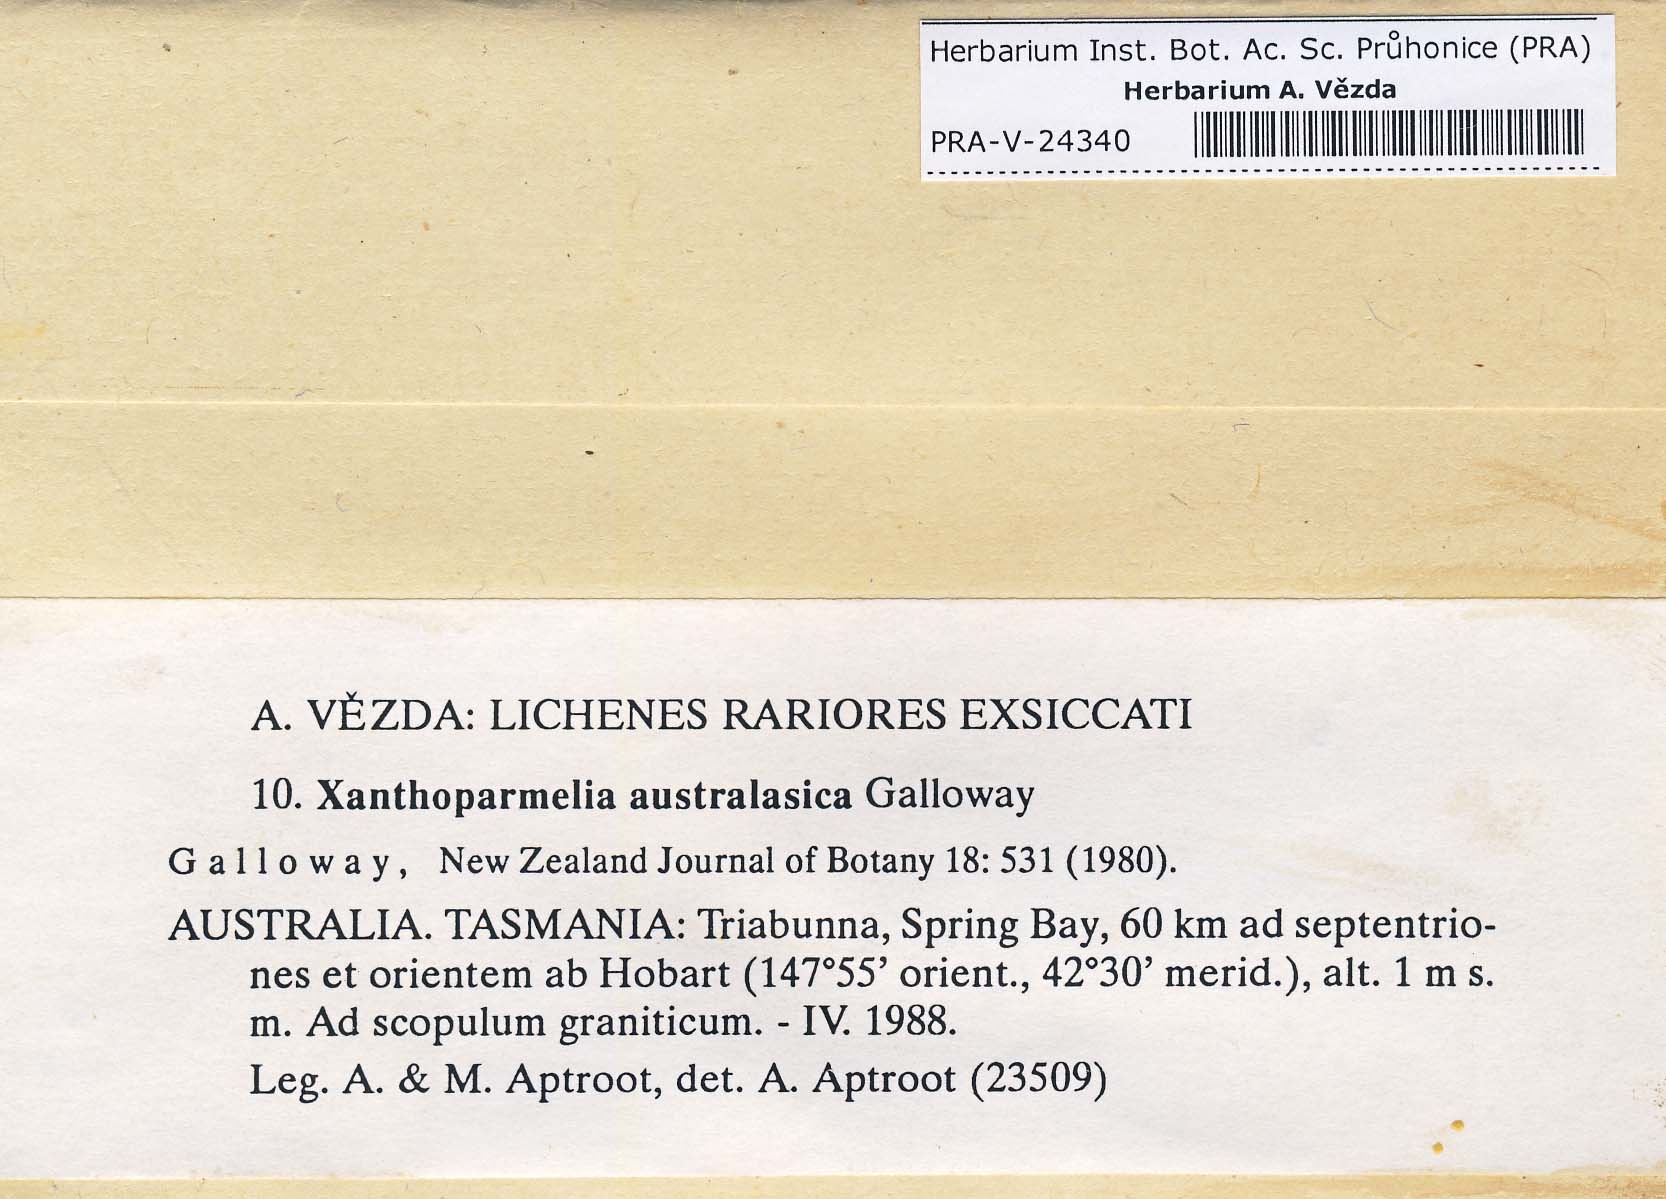 Herbarium Inst. Bot. Ac. Sc. Průhonice (PRA)
Herbarium A. Vězda
PRA-V-24340
A. VĚZDA: LICHENES RARIORES EXSICCATI
10. Xanthoparmelia australasica Galloway
Galloway, New Zealand Journal of Botany 18: 531 (1980).
AUSTRALIA. TASMANIA: Triabunna, Spring Bay, 60 km ad septentrio-
nes et orientem ab Hobart (147°55’ orient., 42°30’ merid.), alt. 1 m s.
m. Ad scopulum graniticum. - IV. 1988.
Leg. A. & M. Aptroot, det. A. Aptroot (23509)